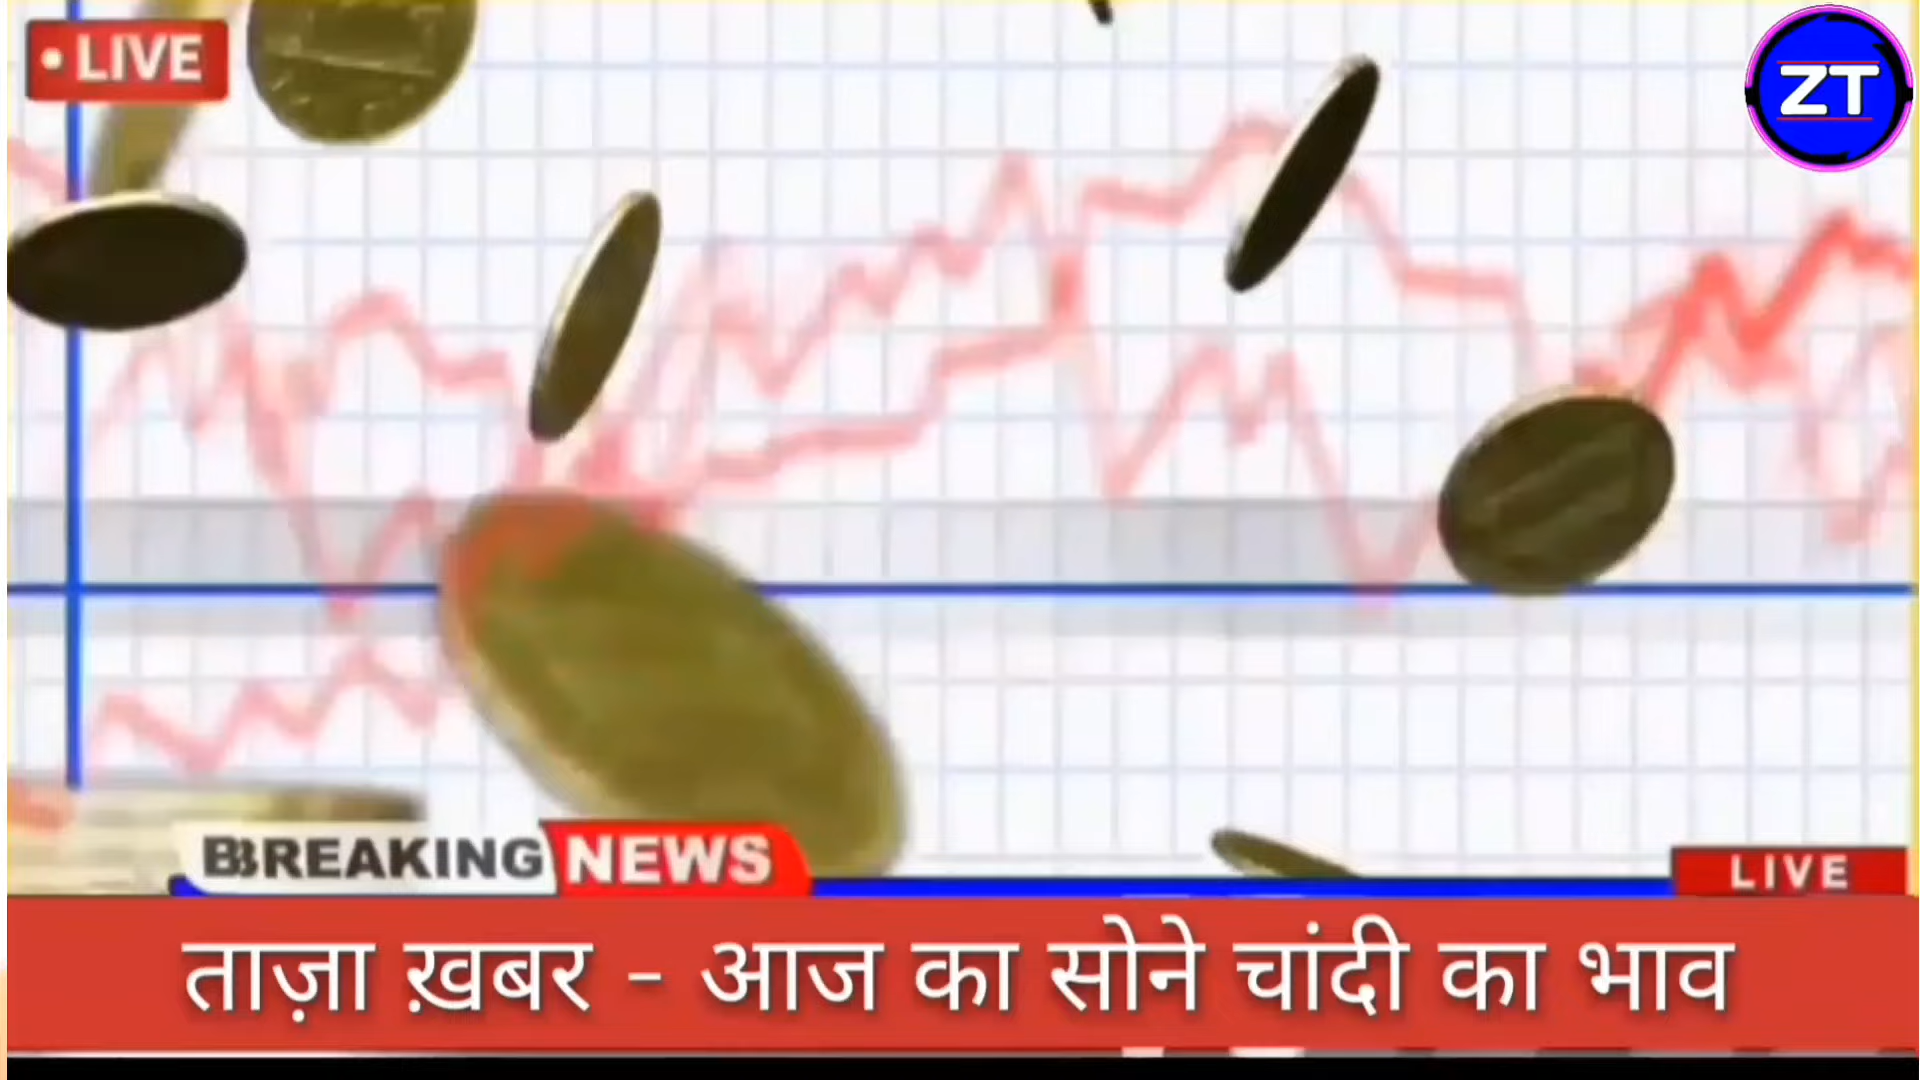 • LIVE
ZT
BREAKING NEWS
LIVE
ताज़ा ख़बर - आज का सोने चांदी का भाव